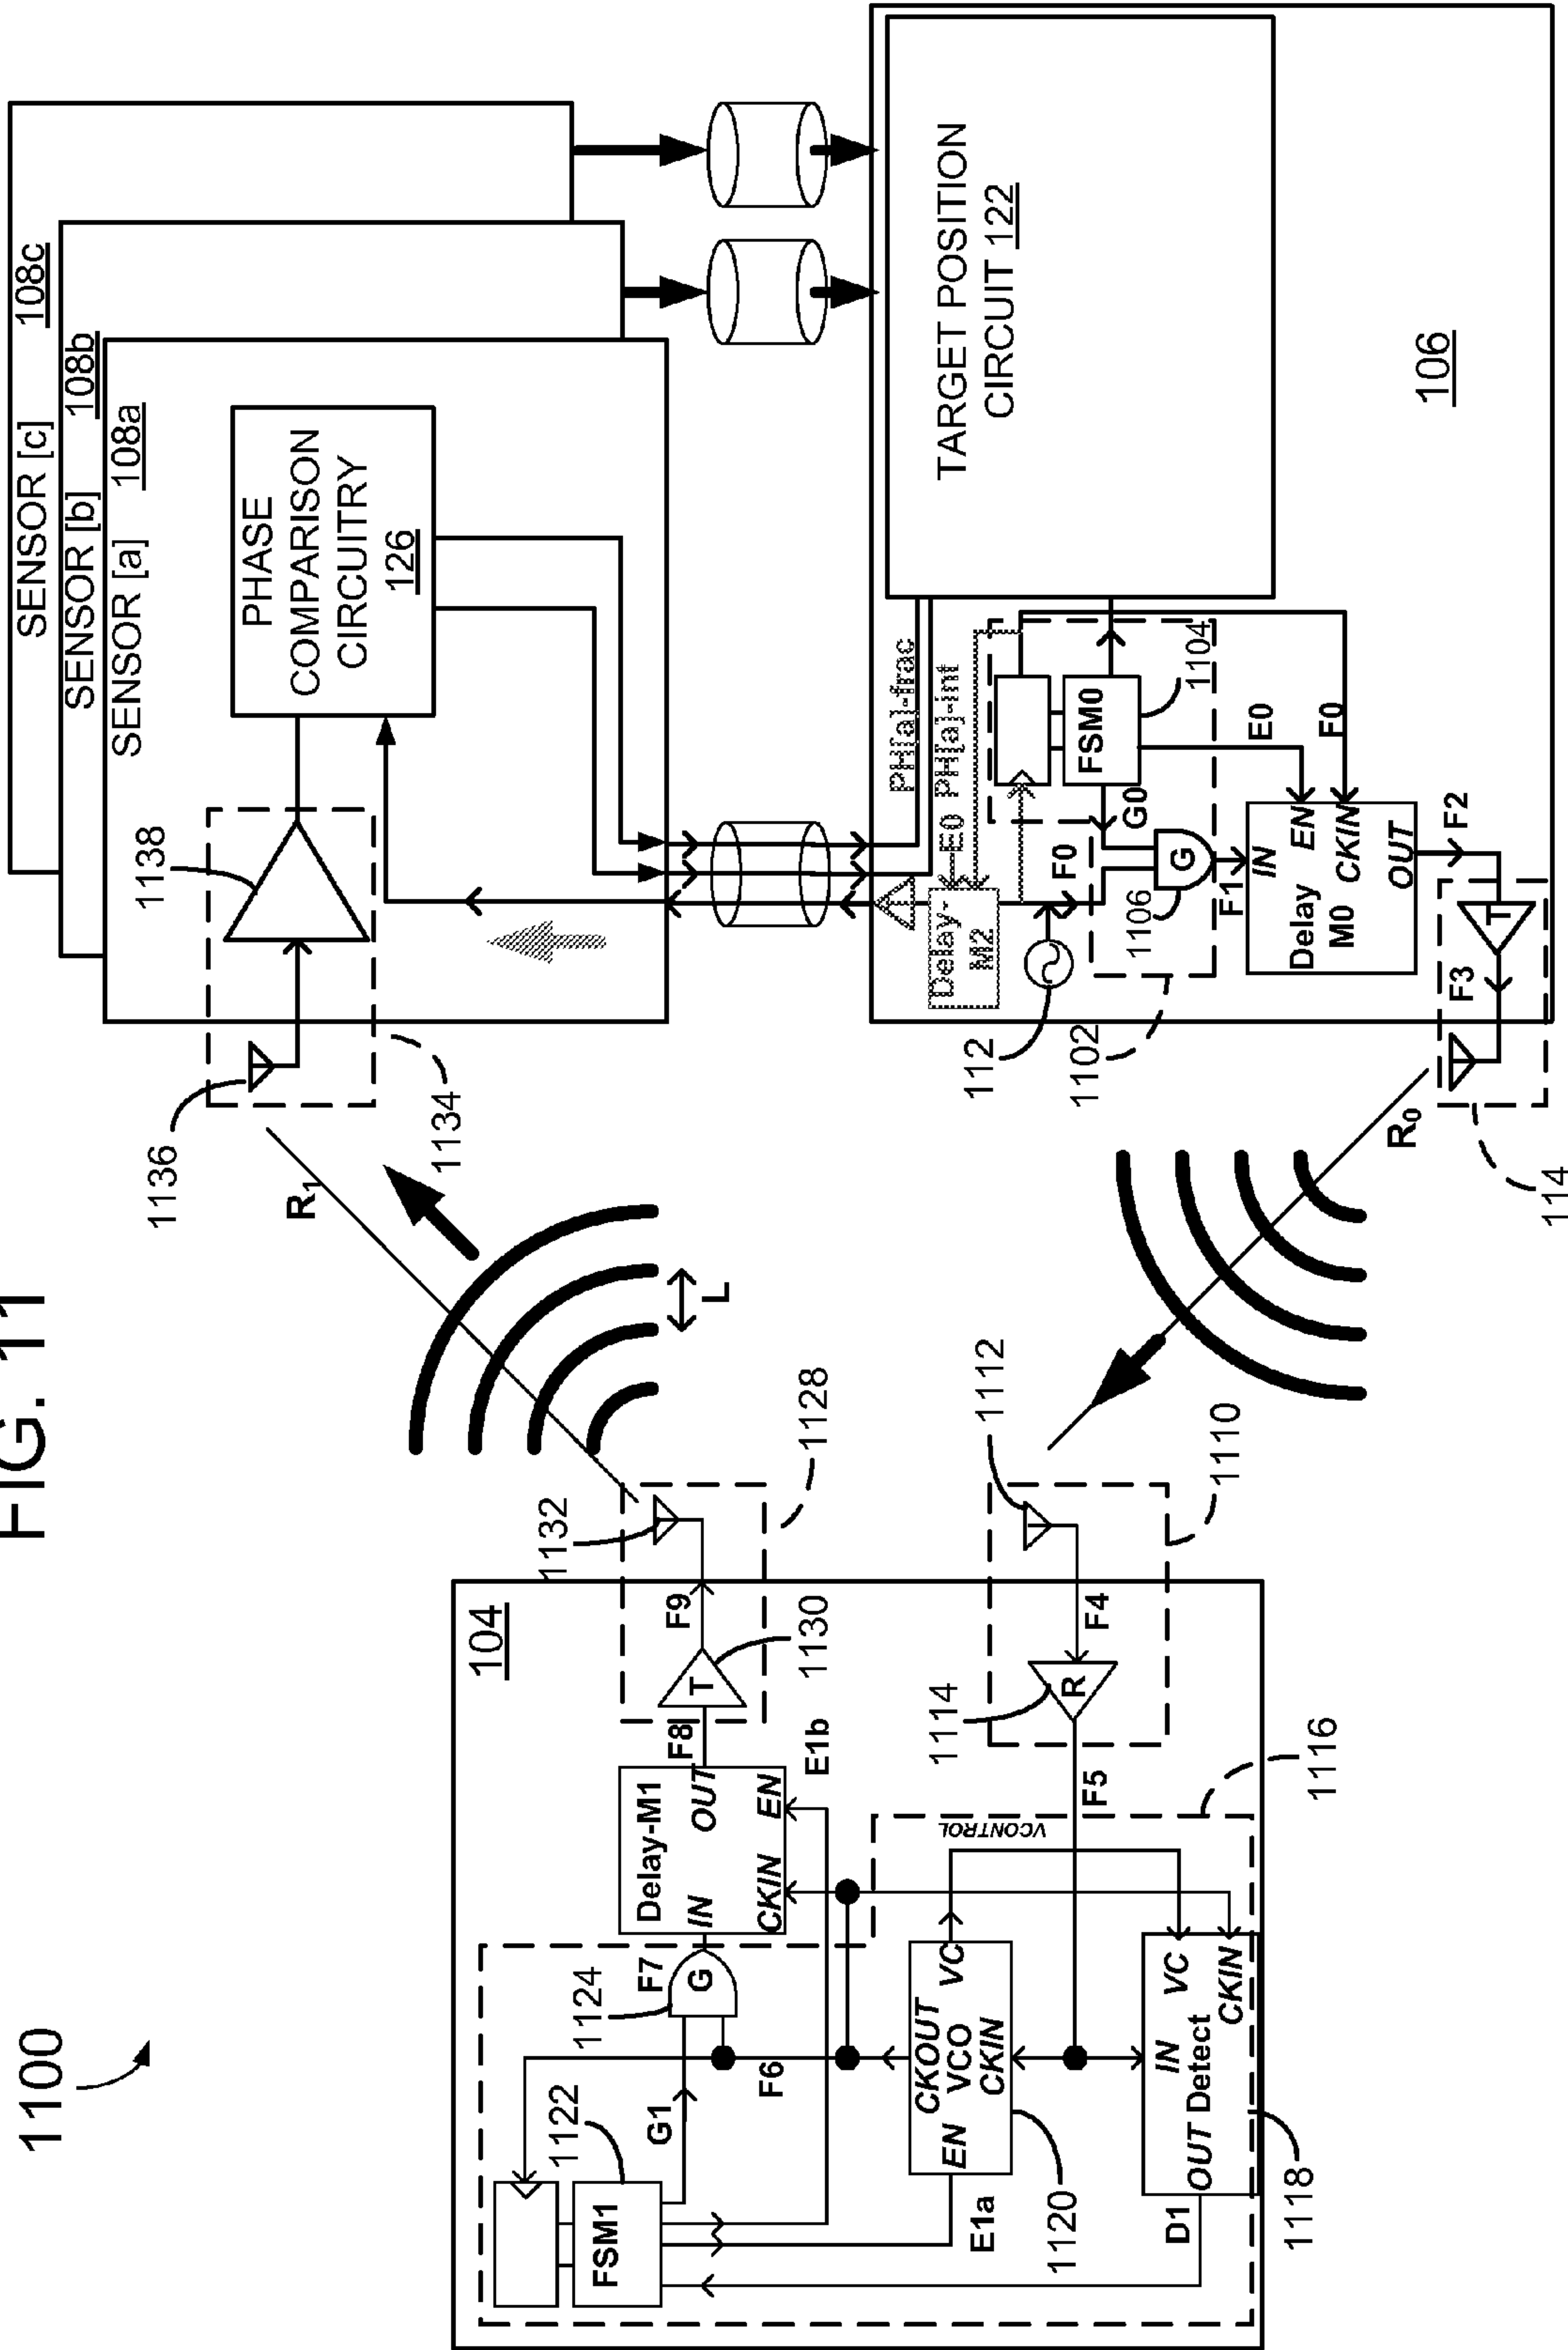 FIG. 11
1100
SENSOR [c] 108c
SENSOR [b] 108b
SENSOR [a] 108a
PHASE
COMPARISON
CIRCUITRY
126
1138
1136
1134
R1
L
104
1132
1128
F9
T
1130
F8
Delay-M1
IN
OUT
CKIN
EN
E1b
F7
G
1124
1122
FSM1
G1
F6
CKOUT
VCO
CKIN
EN
VC
E1a
1120
VCONTROL
1112
1110
F4
R
1114
F5
1116
IN
OUT Detect
VC
CKIN
D1
1118
TARGET POSITION
CIRCUIT 122
106
PHI[a]-frac
PHI[a]-int
E0
Delay-
M2
F0
FSM0
1104
G0
E0
F0
G
1106
F1
112
1102
IN
EN
Delay
M0
CKIN
OUT
F2
T
F3
R0
114